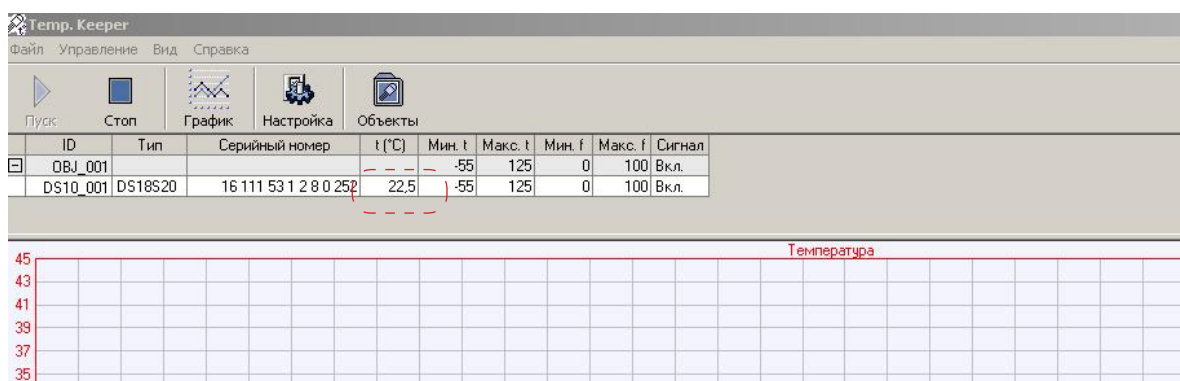 Temp. Keeper
Файл Управление Вид Справка
Пуск Стоп График Настройка Объекты
ID Тип Серийный номер t (°C) Мин. t Макс. t Мин. f Макс. f Сигнал
OBJ_001 -55 125 0 100 Вкл.
DS10_001 DS18S20 16 111 53 1 2 8 0 252 22,5 -55 125 0 100 Вкл.
Температура
45
43
41
39
37
35